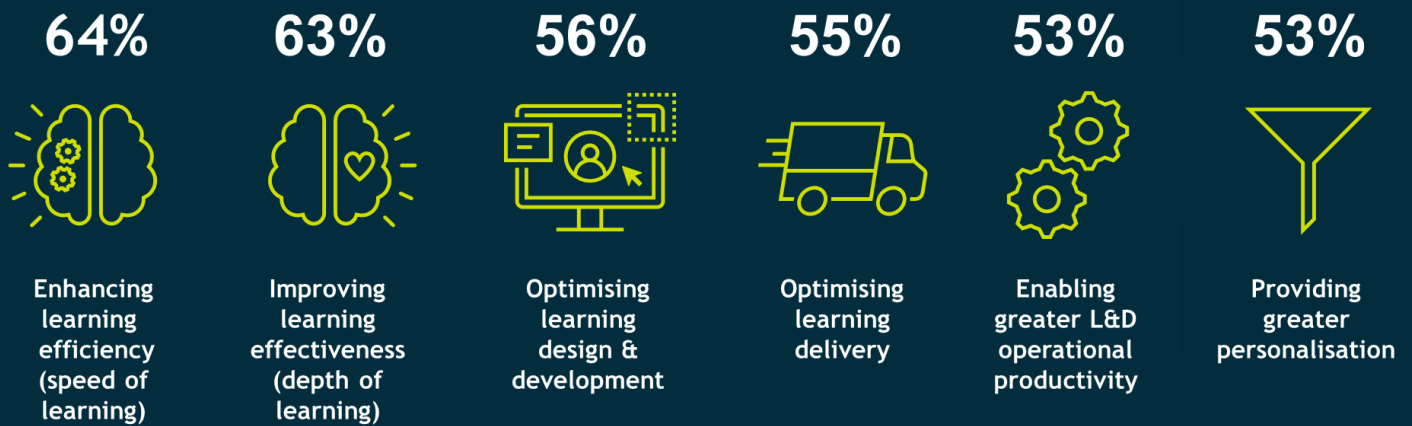 64%
63%
56%
55%
53%
53%
Enhancing
learning
efficiency
(speed of
learning)
Improving
learning
effectiveness
(depth of
learning)
Optimising
learning
design &
development
Optimising
learning
delivery
Enabling
greater L&D
operational
productivity
Providing
greater
personalisation